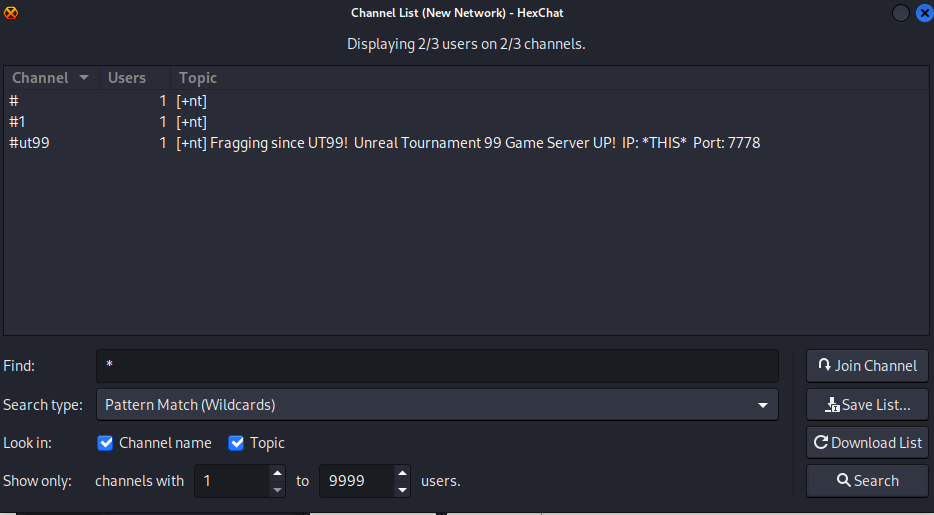 Channel List (New Network) - HexChat
Displaying 2/3 users on 2/3 channels.
Channel Users Topic
# 1 [+nt]
#1 1 [+nt]
#ut99 1 [+nt] Fragging since UT99! Unreal Tournament 99 Game Server UP! IP: *THIS* Port: 7778
Find: * Join Channel
Search type: Pattern Match (Wildcards) Save List...
Look in: Channel name Topic Download List
Show only: channels with 1 to 9999 users. Search